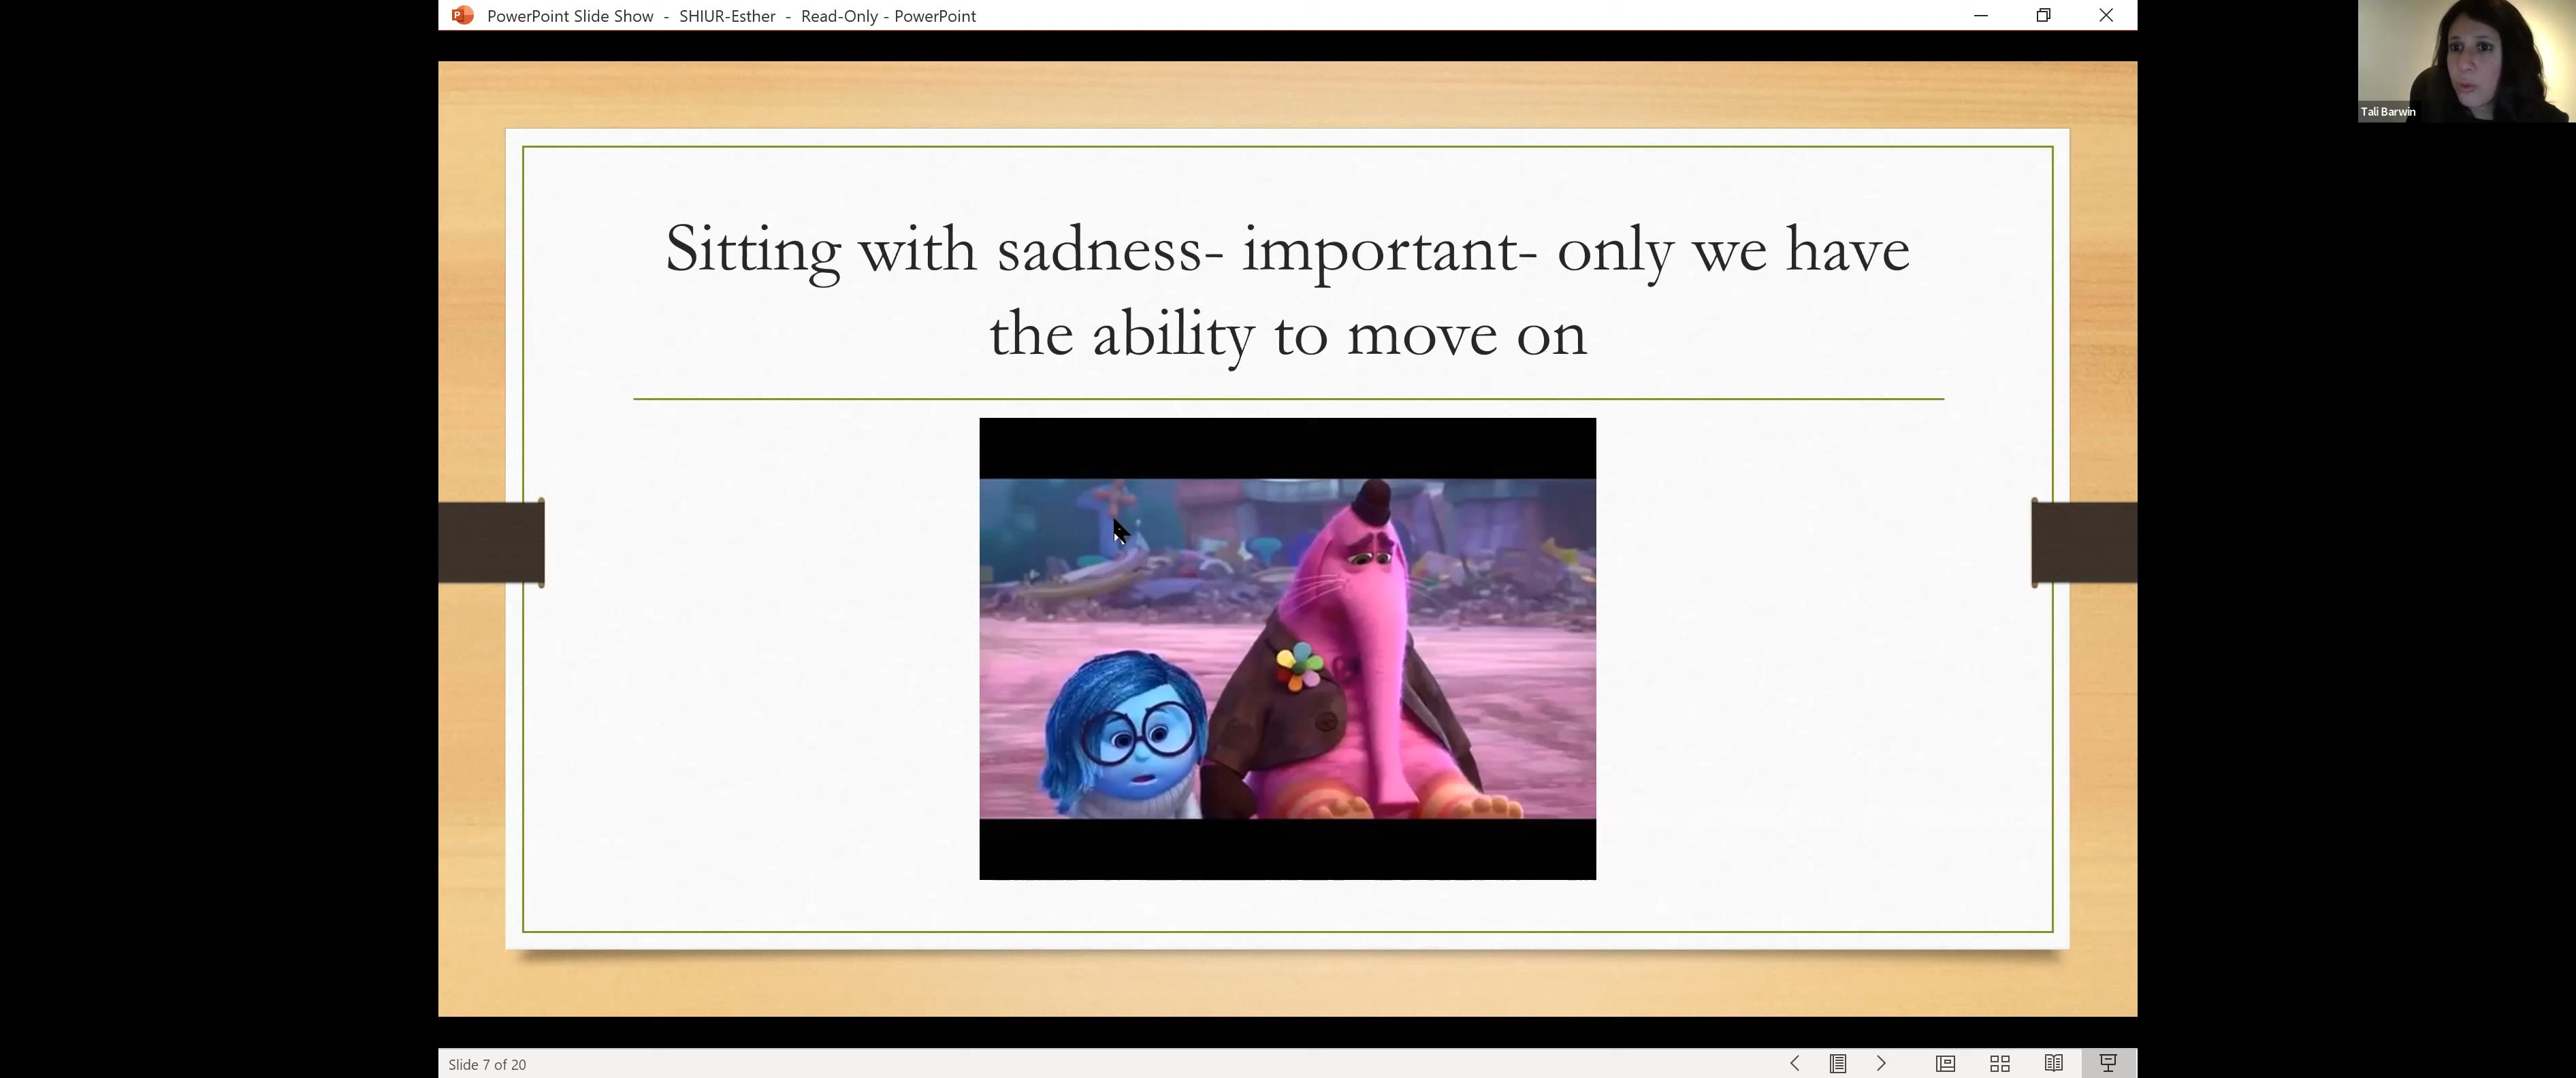 PowerPoint Slide Show - SHIUR-Esther - Read-Only - PowerPoint
Tali Barwin
Sitting with sadness- important- only we have
the ability to move on
Slide 7 of 20